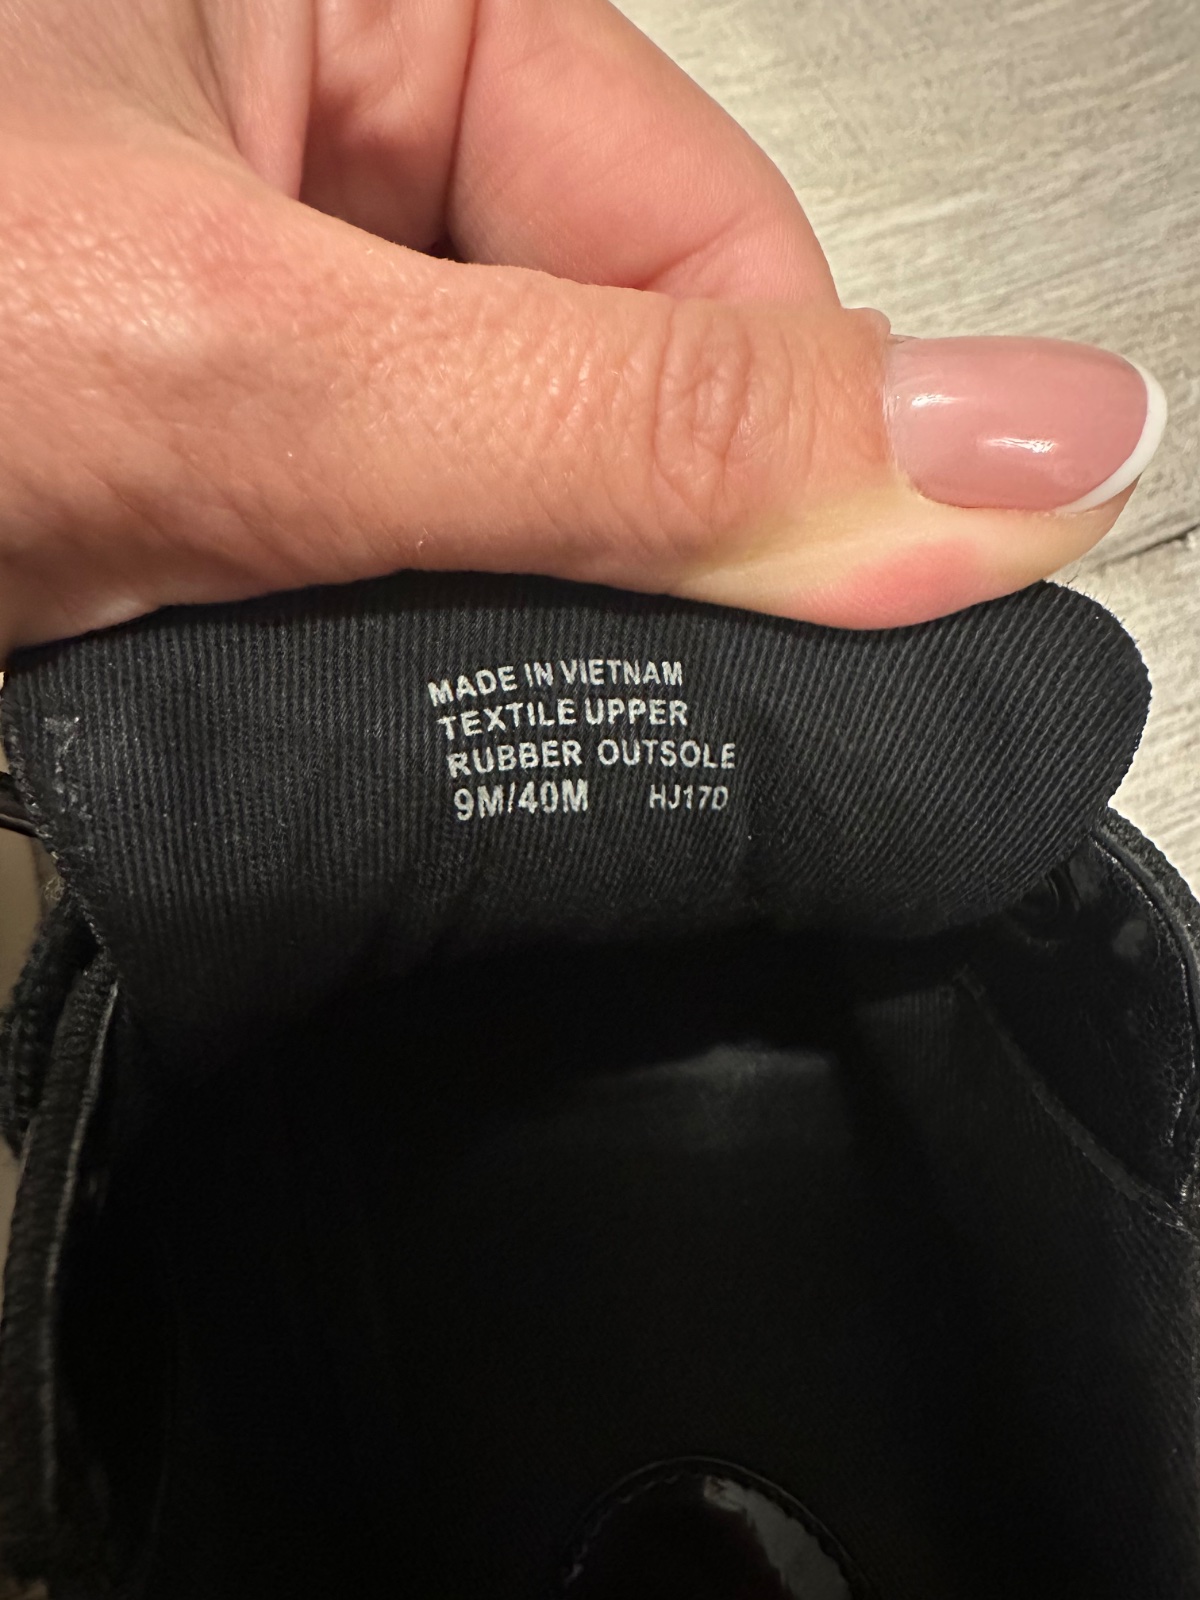 MADE IN VIETNAM
TEXTILE UPPER
RUBBER OUTSOLE
9M/40M HJ17D